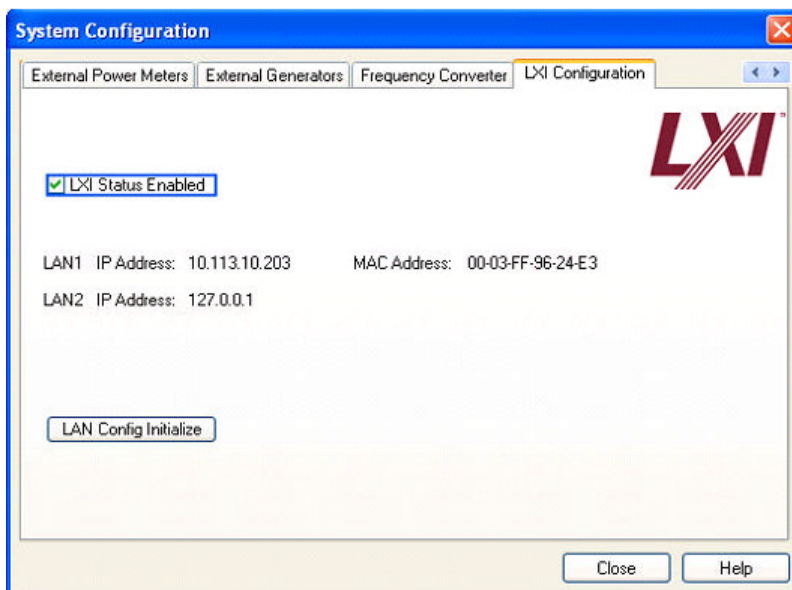 System Configuration
External Power Meters External Generators Frequency Converter LXI Configuration
LXI™
LXI Status Enabled
LAN1 IP Address: 10.113.10.203 MAC Address: 00-03-FF-96-24-E3
LAN2 IP Address: 127.0.0.1
LAN Config Initialize
Close Help